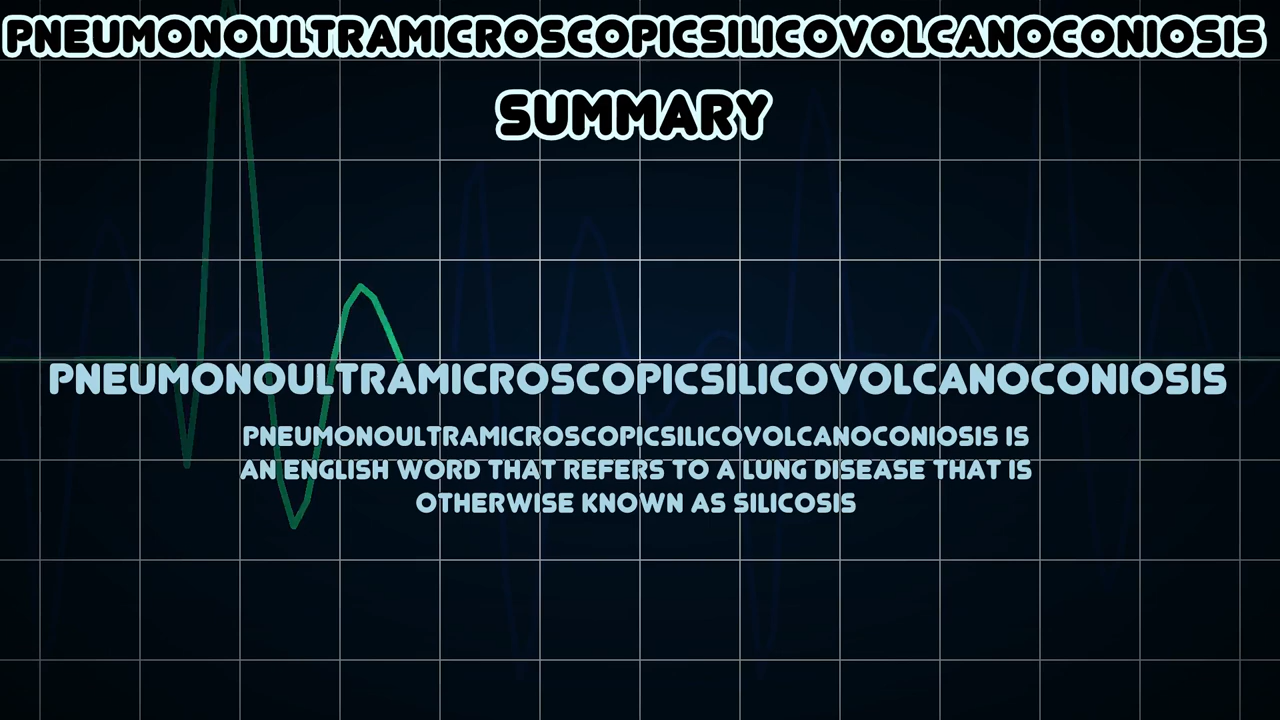 PNEUMONOULTRAMICROSCOPICSILICOVOLCANOCONIOSIS
SUMMARY
PNEUMONOULTRAMICROSCOPICSILICOVOLCANOCONIOSIS
PNEUMONOULTRAMICROSCOPICSILICOVOLCANOCONIOSIS IS
AN ENGLISH WORD THAT REFERS TO A LUNG DISEASE THAT IS
OTHERWISE KNOWN AS SILICOSIS